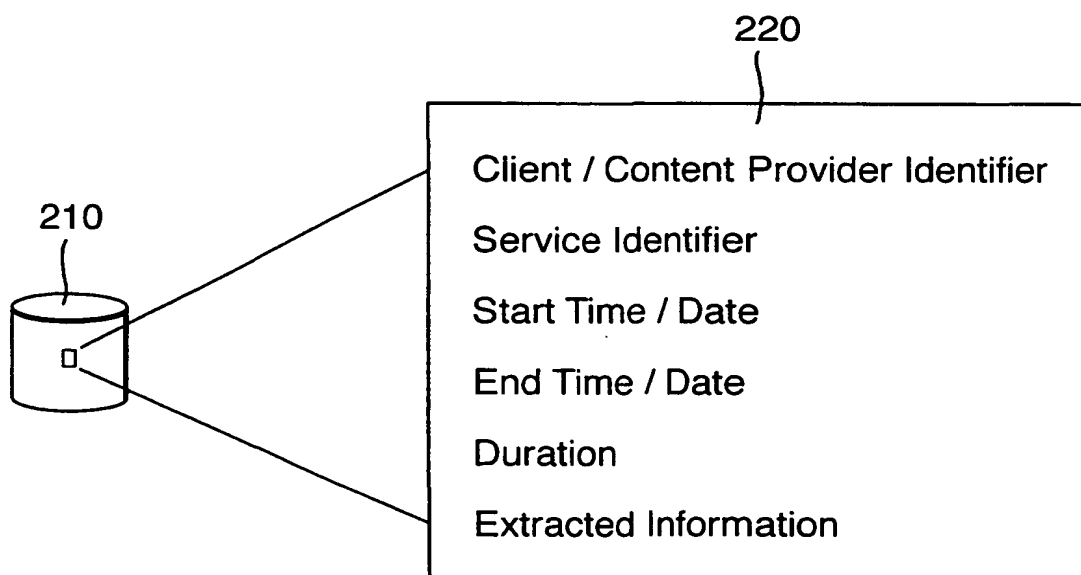 220
210
Client / Content Provider Identifier
Service Identifier
Start Time / Date
End Time / Date
Duration
Extracted Information